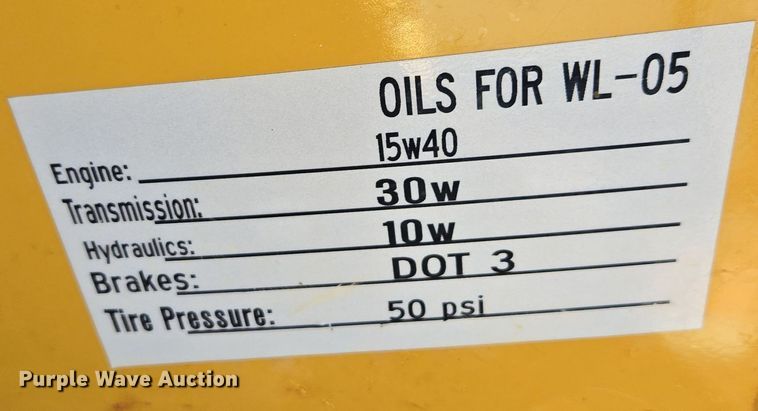 OILS FOR WL-05
Engine: 15w40
Transmission: 30w
Hydraulics: 10w
Brakes: DOT 3
Tire Pressure: 50 psi
Purple Wave Auction